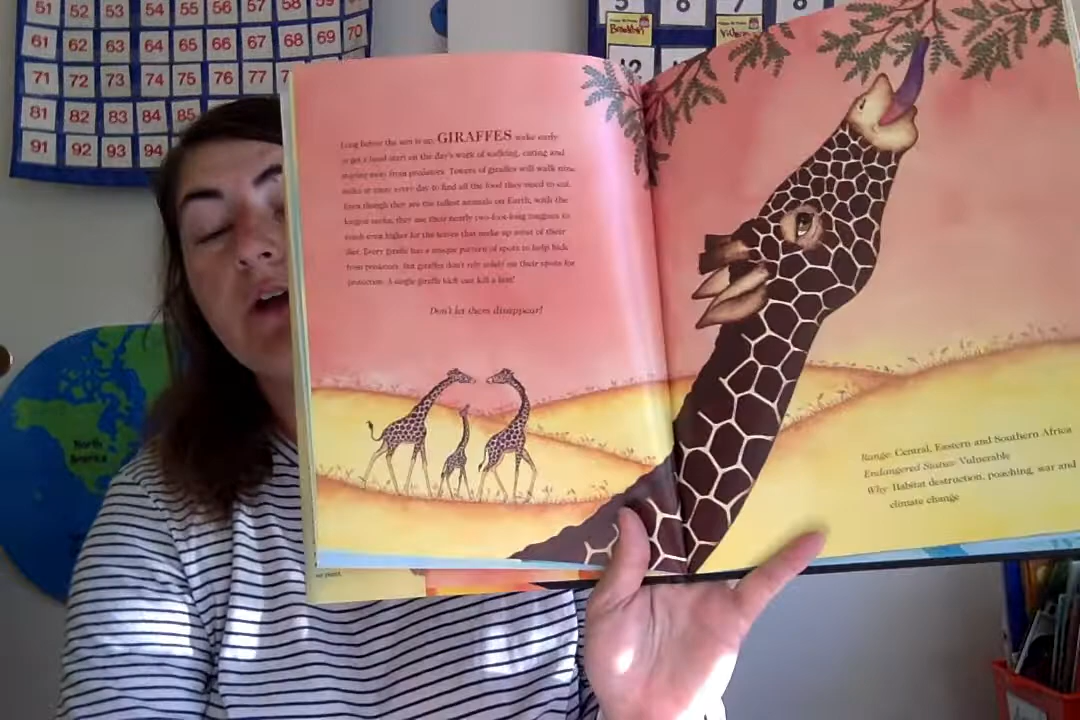 51 52 53 54 55 56 57 58 59
61 62 63 64 65 66 67 68 69 70
71 72 73 74 75 76 77
81 82 83 84 85
91 92 93 94
5 6 7 8
12
North
America
Long before the sun is up, GIRAFFES wake early
to get a head start on the day's work of walking, eating and
staying away from predators. Towers of giraffes will walk
miles or more every day to find all the food they need to eat.
Even though they are the tallest animals on Earth, with the
longest necks, they use their nearly two-foot-long tongues to
reach even higher for the leaves that make up most of their
diet. Every giraffe has a unique pattern of spots to help hide
from predators, but giraffes don't rely solely on their spots for
protection. A single giraffe kick can kill a lion!
Don't let them disappear!
Range: Central, Eastern and Southern Africa
Endangered Status: Vulnerable
Why: Habitat destruction, poaching, war and
climate change